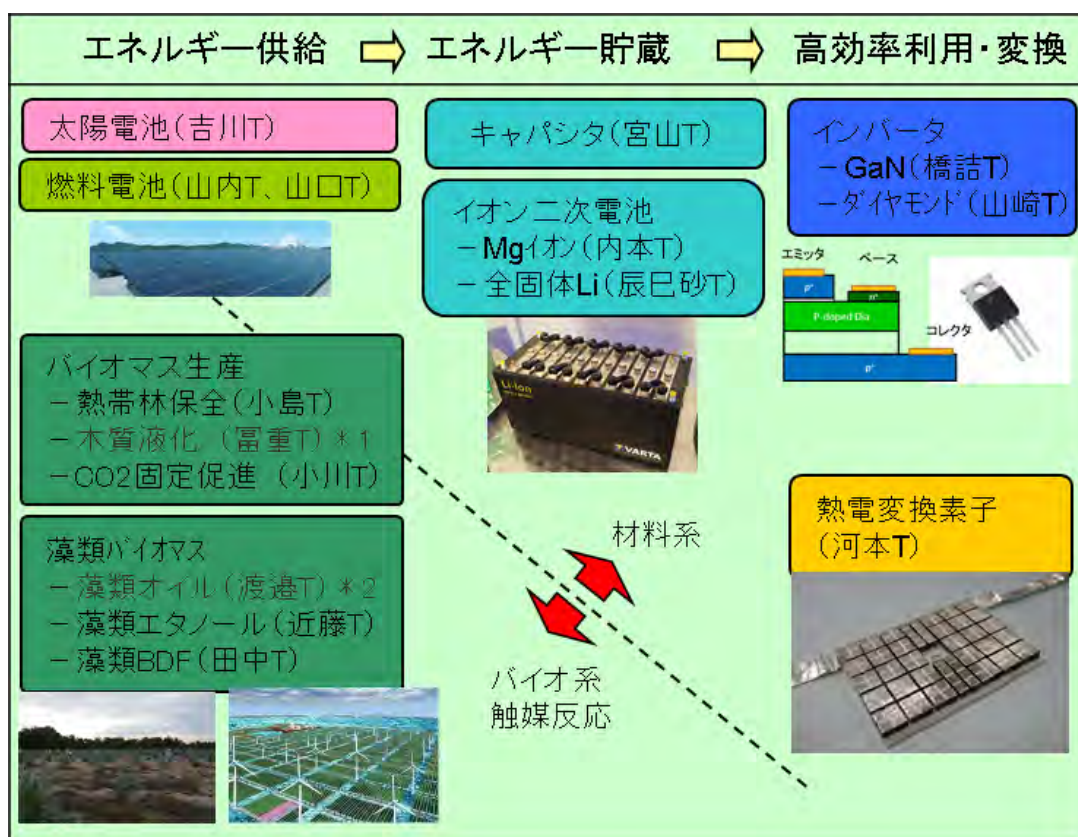 エネルギー供給 ⇨ エネルギー貯蔵 ⇨ 高効率利用・変換
太陽電池(吉川T)
燃料電池(山内T、山口T)
キャパシタ(宮山T)
イオン二次電池
－Mgイオン(内本T)
－全固体Li(辰巳砂T)
インバータ
－GaN(橋詰T)
－ダイヤモンド(山崎T)
エミッタ
ベース
p+
n+
P-doped Dia
コレクタ
p+
バイオマス生産
－熱帯林保全(小島T)
－木質液化 (冨重T)＊1
－CO2固定促進 (小川T)
Li-Ion
VARTA
藻類バイオマス
－藻類オイル(渡邉T)＊2
－藻類エタノール(近藤T)
－藻類BDF(田中T)
材料系
バイオ系
触媒反応
熱電変換素子
(河本T)